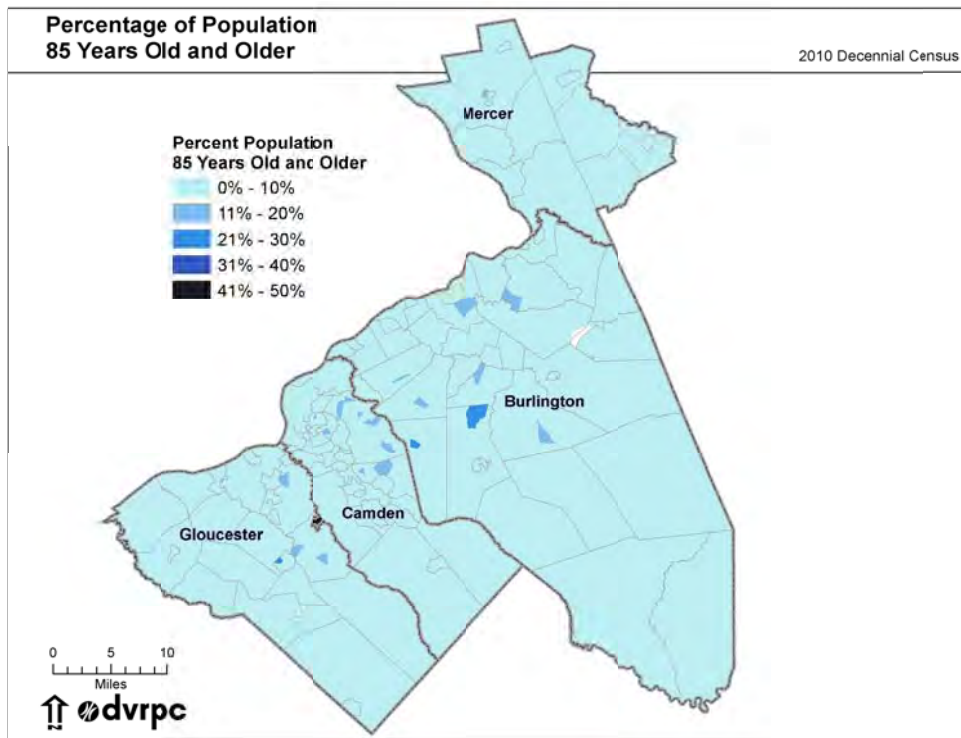 Percentage of Population
85 Years Old and Older
2010 Decennial Census
Mercer
Percent Population
85 Years Old and Older
0% - 10%
11% - 20%
21% - 30%
31% - 40%
41% - 50%
Burlington
Camden
Gloucester
0 5 10
Miles
N
dvrpc